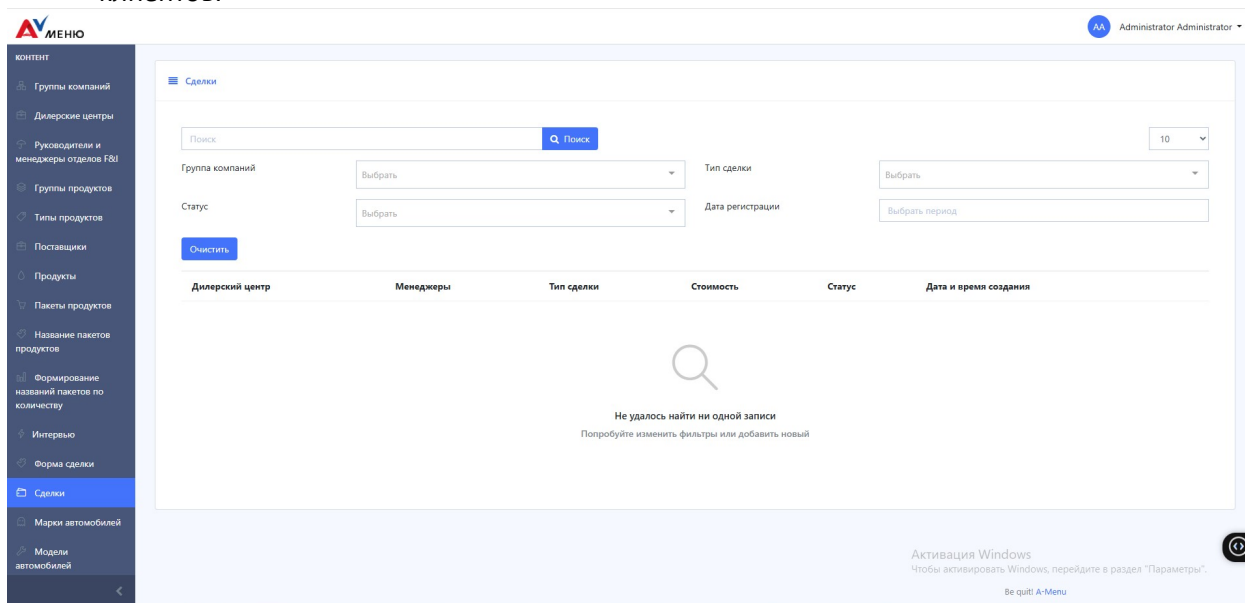 клиентов.
АУменю
AA Administrator Administrator
КОНТЕНТ
Группы компаний
Дилерские центры
Руководители и
менеджеры отделов F&I
Группы продуктов
Типы продуктов
Поставщики
Продукты
Пакеты продуктов
Название пакетов
продуктов
Формирование
названий пакетов по
количеству
Интервью
Форма сделки
Сделки
Марки автомобилей
Модели
автомобилей
Сделки
Поиск Поиск 10
Группа компаний Выбрать Тип сделки Выбрать
Статус Выбрать Дата регистрации Выбрать период
Очистить
Дилерский центр Менеджеры Тип сделки Стоимость Статус Дата и время создания
Не удалось найти ни одной записи
Попробуйте изменить фильтры или добавить новый
Активация Windows
Чтобы активировать Windows, перейдите в раздел "Параметры".
Be quit! A-Menu